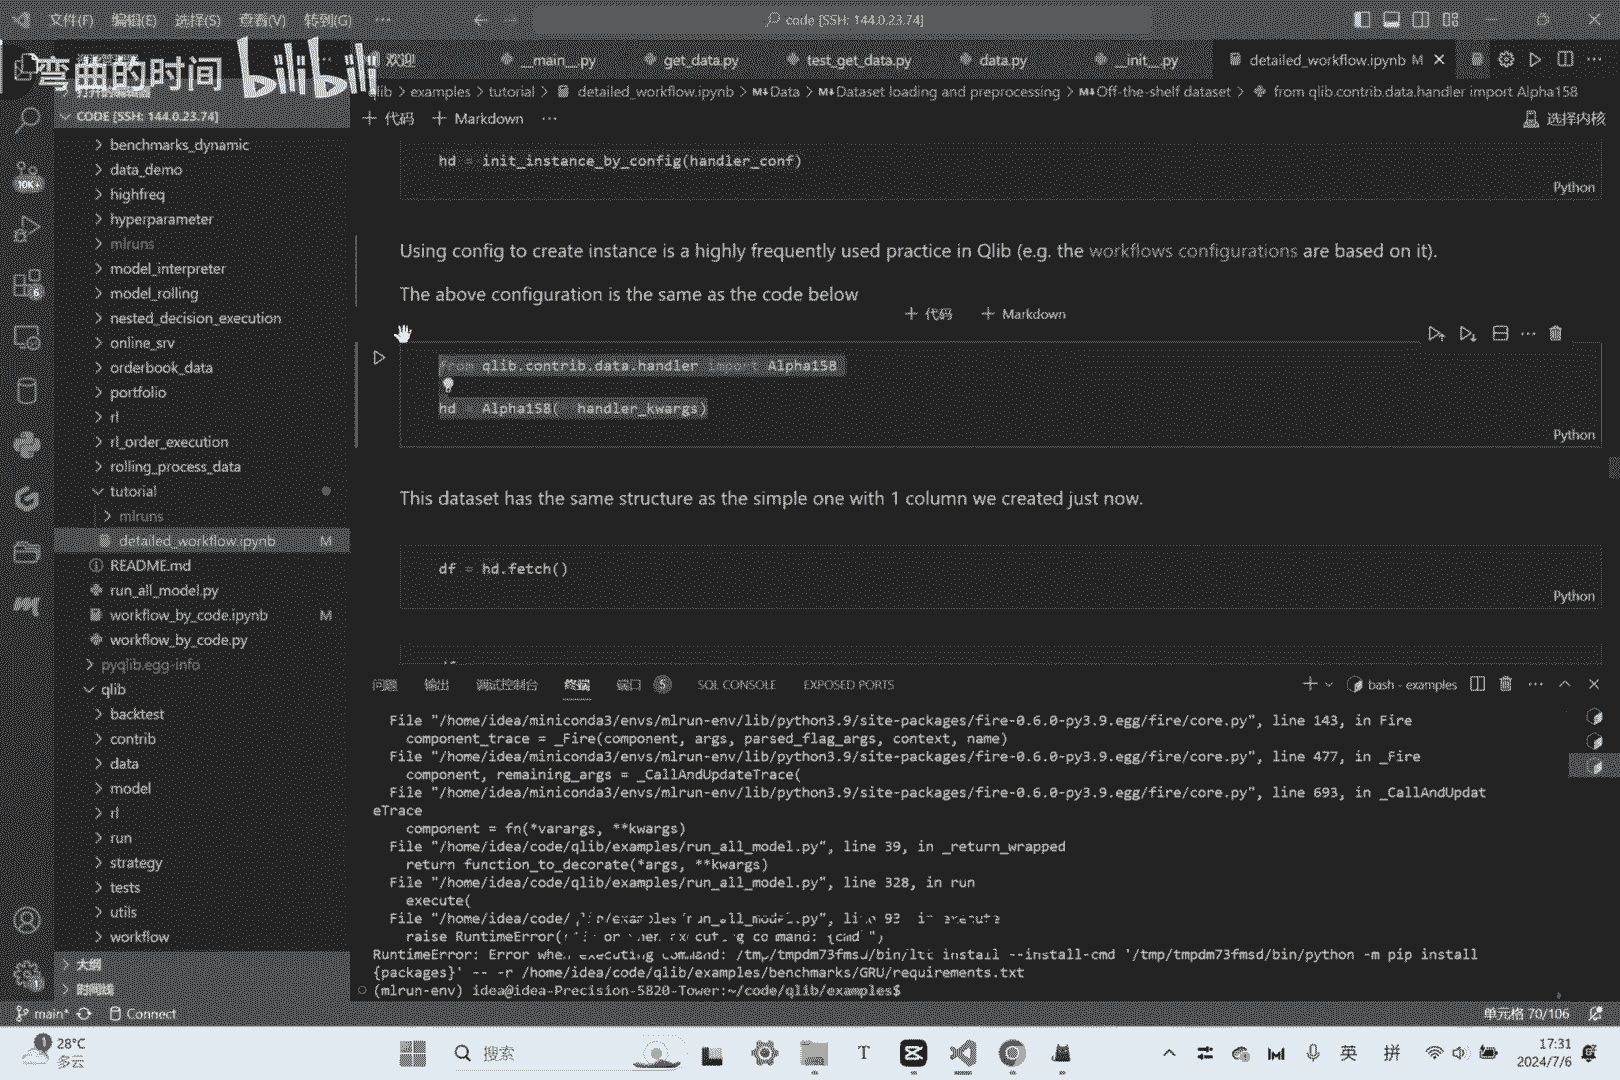 文件(F) 编辑(E) 选择(S) 查看(V) 转到(G) ··· code [SSH: 144.0.23.74]
弯曲的时间 bilibili
欢迎 __main__.py get_data.py test_get_data.py data.py __init__.py detailed_workflow.ipynb M
qlib > examples > tutorial > detailed_workflow.ipynb > M↓Data > M↓Dataset loading and preprocessing > M↓Off-the-shelf dataset > from qlib.contrib.data.handler import Alpha158
CODE [SSH: 144.0.23.74]
+ 代码 + Markdown ··· 选择内核
benchmarks_dynamic
data_demo
highfreq
hyperparameter
mlruns
model_interpreter
model_rolling
nested_decision_execution
online_srv
orderbook_data
portfolio
rl
rl_order_execution
rolling_process_data
tutorial
mlruns
detailed_workflow.ipynb M
README.md
run_all_model.py
workflow_by_code.ipynb M
workflow_by_code.py
pyqlib.egg-info
qlib
backtest
contrib
data
model
rl
run
strategy
tests
utils
workflow
大纲
时间线
10K+
6
1
hd = init_instance_by_config(handler_conf)
Python
Using config to create instance is a highly frequently used practice in Qlib (e.g. the workflows configurations are based on it).
The above configuration is the same as the code below
+ 代码 + Markdown
from qlib.contrib.data.handler import Alpha158
hd = Alpha158(**handler_kwargs)
Python
This dataset has the same structure as the simple one with 1 column we created just now.
df = hd.fetch()
Python
问题 输出 调试控制台 终端 端口 5 SQL CONSOLE EXPOSED PORTS bash - examples
File "/home/idea/miniconda3/envs/mlrun-env/lib/python3.9/site-packages/fire-0.6.0-py3.9.egg/fire/core.py", line 143, in Fire
component_trace = _Fire(component, args, parsed_flag_args, context, name)
File "/home/idea/miniconda3/envs/mlrun-env/lib/python3.9/site-packages/fire-0.6.0-py3.9.egg/fire/core.py", line 477, in _Fire
component, remaining_args = _CallAndUpdateTrace(
File "/home/idea/miniconda3/envs/mlrun-env/lib/python3.9/site-packages/fire-0.6.0-py3.9.egg/fire/core.py", line 693, in _CallAndUpdat
eTrace
component = fn(*varargs, **kwargs)
File "/home/idea/code/qlib/examples/run_all_model.py", line 39, in _return_wrapped
return function_to_decorate(*args, **kwargs)
File "/home/idea/code/qlib/examples/run_all_model.py", line 328, in run
execute(
File "/home/idea/code/qlib/examples/run_all_model.py", line 93, in execute
raise RuntimeError(
RuntimeError: Error when executing command: /tmp/tmpdm73fmsd/bin/ltt install --install-cmd '/tmp/tmpdm73fmsd/bin/python -m pip install
{packages}' -- -r /home/idea/code/qlib/examples/benchmarks/GRU/requirements.txt
(mlrun-env) idea@idea-Precision-5820-Tower:~/code/qlib/examples$
main* Connect 单元格 70/106
28°C
多云
搜索
英 拼
17:31
2024/7/6